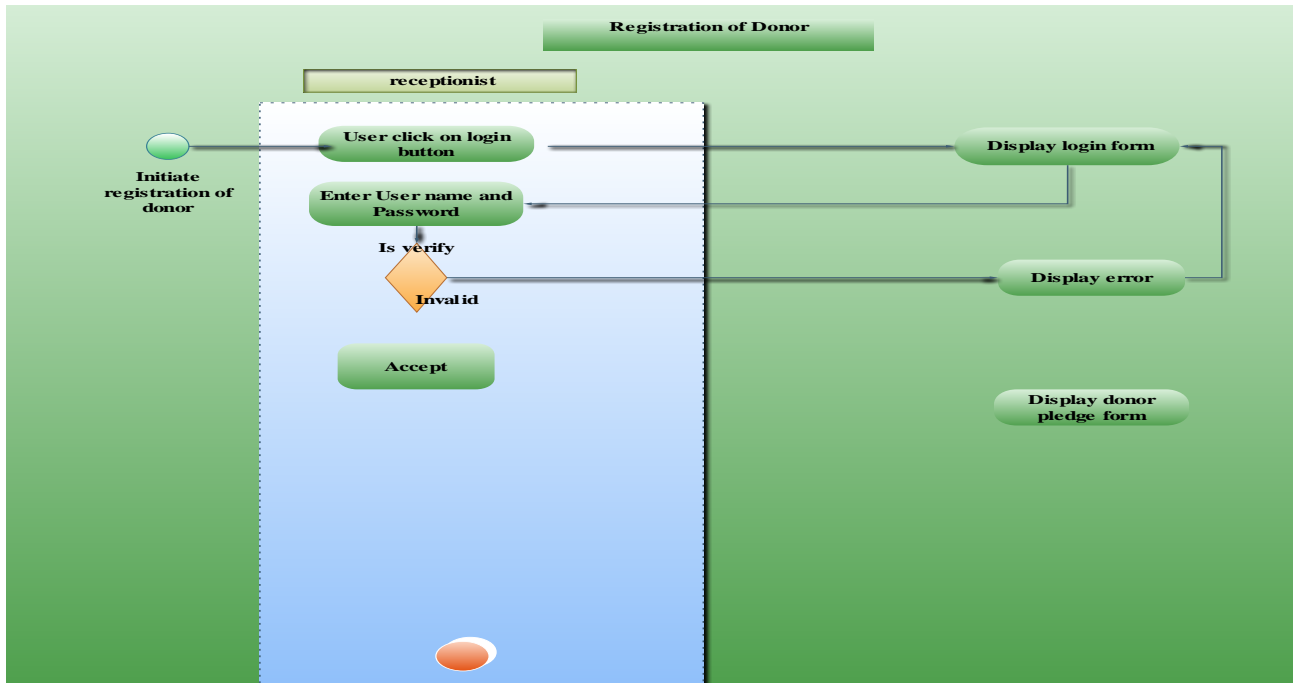 Registration of Donor
receptionist
User click on login
button
Display login form
Initiate
registration of
donor
Enter User name and
Password
Is verify
Invalid
Display error
Accept
Display donor
pledge form